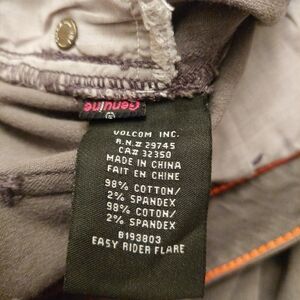 Genuine
VOLCOM INC.
R.N.# 29745
CA# 32350
MADE IN CHINA
FAIT EN CHINE
98% COTTON/
2% SPANDEX
98% COTON/
2% SPANDEX
B193803
EASY RIDER FLARE